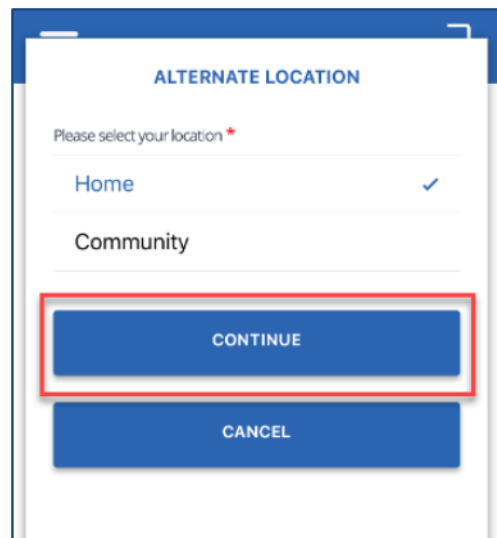 ALTERNATE LOCATION
Please select your location *
Home
Community
CONTINUE
CANCEL